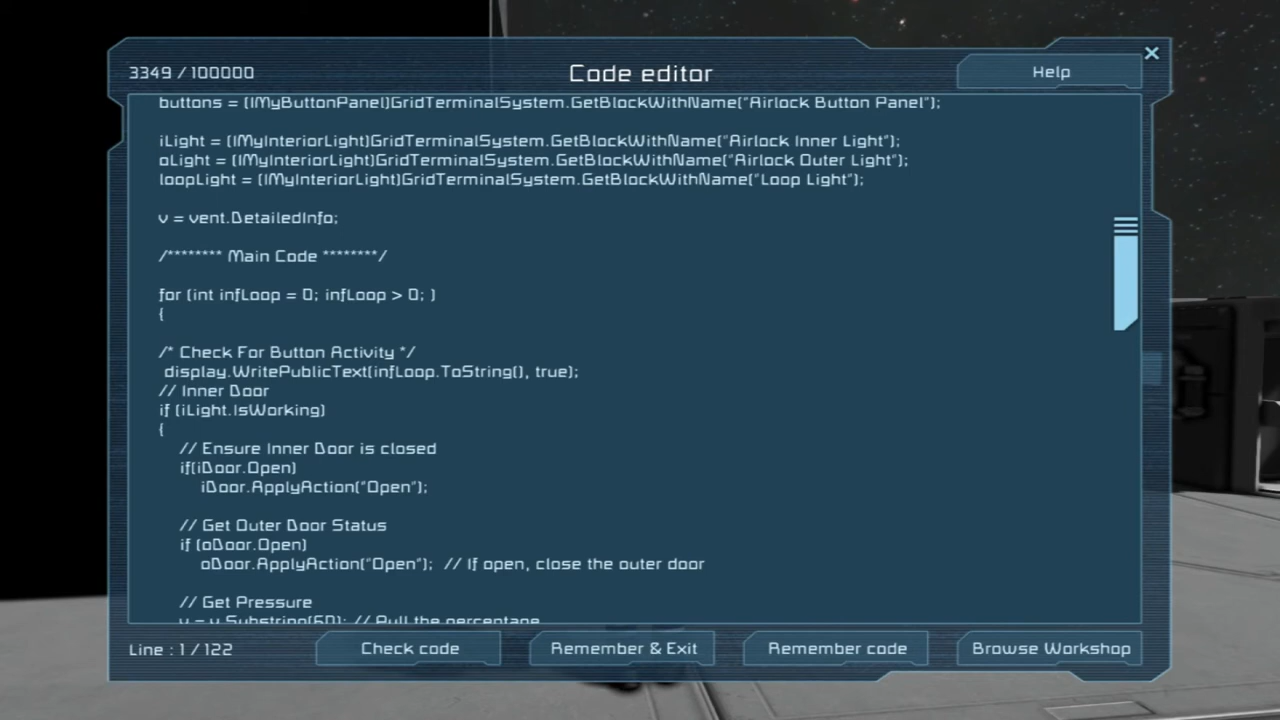 3349 / 100000
Code editor
Help
buttons = (IMyButtonPanel)GridTerminalSystem.GetBlockWithName("Airlock Button Panel");
iLight = (IMyInteriorLight)GridTerminalSystem.GetBlockWithName("Airlock Inner Light");
oLight = (IMyInteriorLight)GridTerminalSystem.GetBlockWithName("Airlock Outer Light");
loopLight = (IMyInteriorLight)GridTerminalSystem.GetBlockWithName("Loop Light");
v = vent.DetailedInfo;
/******** Main Code ********/
for (int infLoop = 0; infLoop > 0; )
{
/* Check For Button Activity */
display.WritePublicText(infLoop.ToString(), true);
// Inner Door
if (iLight.IsWorking)
{
// Ensure Inner Door is closed
if(iDoor.Open)
iDoor.ApplyAction("Open");
// Get Outer Door Status
if (oDoor.Open)
oDoor.ApplyAction("Open"); // If open, close the outer door
// Get Pressure
v = v.Substring(60); // Pull the percentage
Line : 1 / 122
Check code
Remember & Exit
Remember code
Browse Workshop